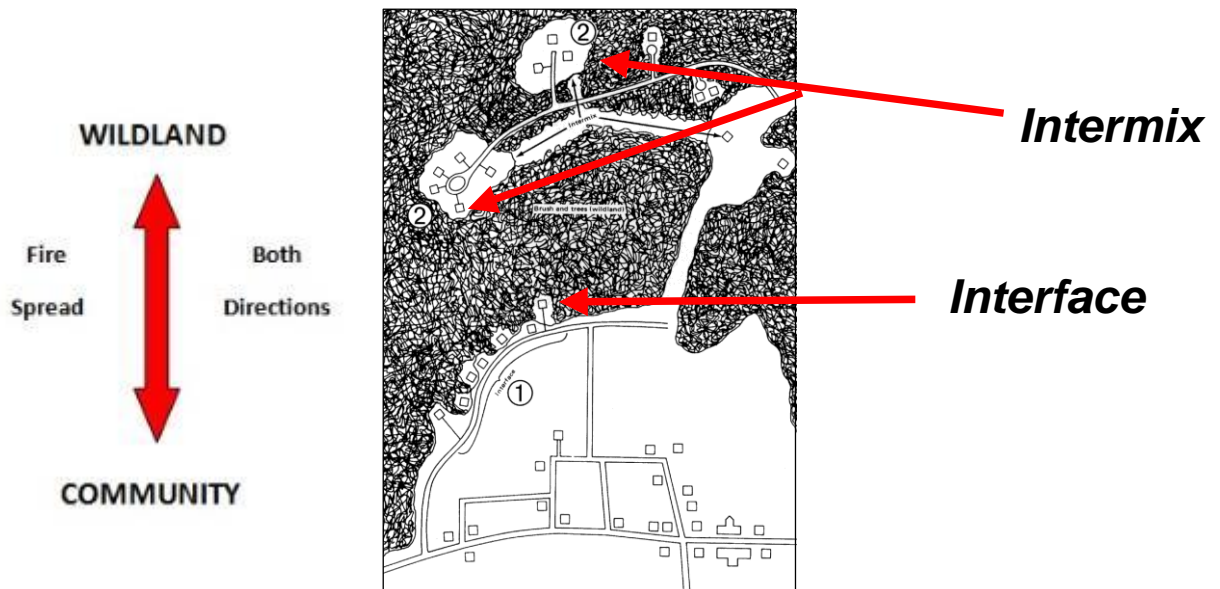 WILDLAND
Fire
Spread
Both
Directions
COMMUNITY
②
Intermix
②
Brush and trees (wildland)
Interface
①
Intermix
Interface